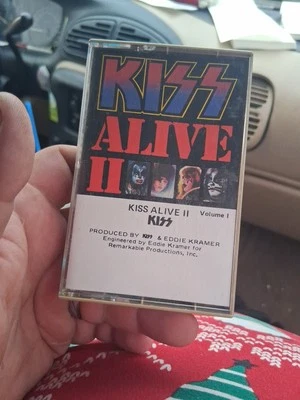 KISS
ALIVE
II
KISS ALIVE II Volume I
KISS
PRODUCED BY KISS & EDDIE KRAMER
Engineered by Eddie Kramer for
Remarkable Productions, Inc.